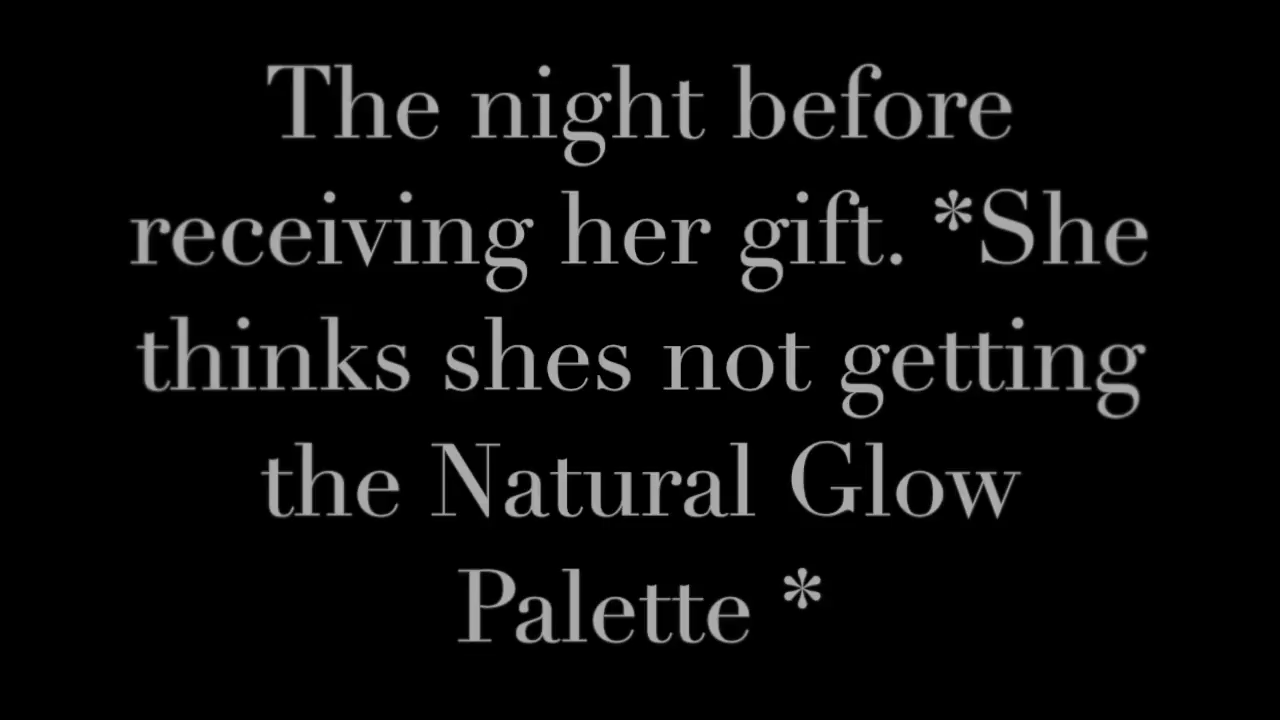 The night before
receiving her gift. *She
thinks shes not getting
the Natural Glow
Palette *